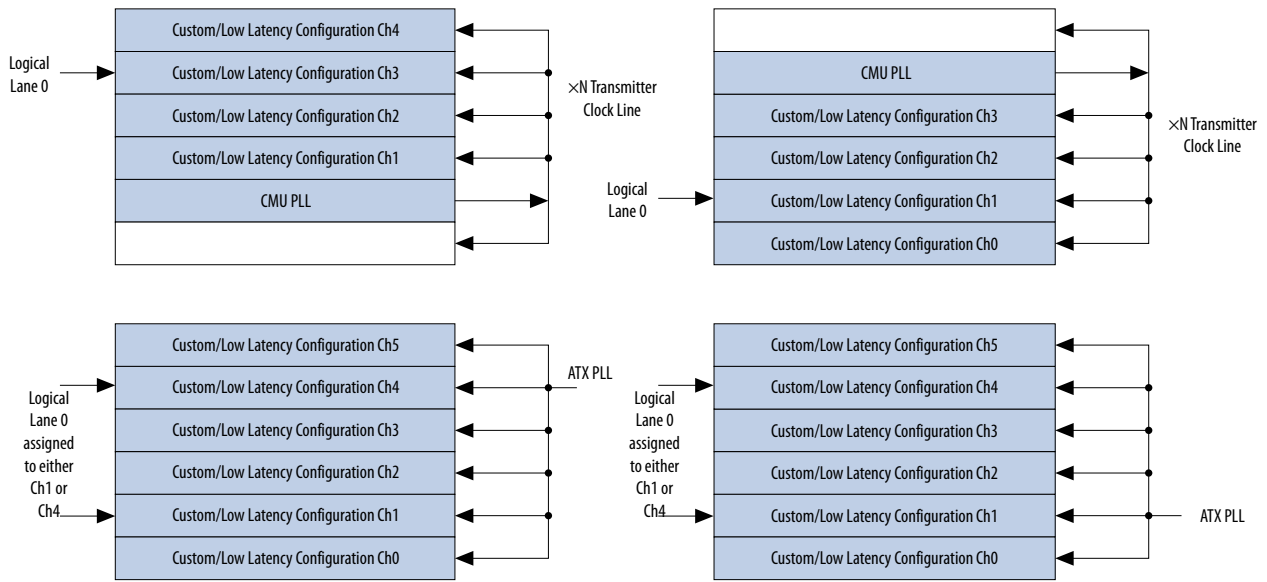 Custom/Low Latency Configuration Ch4
Logical
Lane 0
Custom/Low Latency Configuration Ch3
Custom/Low Latency Configuration Ch2
Custom/Low Latency Configuration Ch1
CMU PLL
×N Transmitter
Clock Line
CMU PLL
Custom/Low Latency Configuration Ch3
Custom/Low Latency Configuration Ch2
Logical
Lane 0
Custom/Low Latency Configuration Ch1
Custom/Low Latency Configuration Ch0
×N Transmitter
Clock Line
Custom/Low Latency Configuration Ch5
Custom/Low Latency Configuration Ch4
Custom/Low Latency Configuration Ch3
Custom/Low Latency Configuration Ch2
Custom/Low Latency Configuration Ch1
Custom/Low Latency Configuration Ch0
Logical
Lane 0
assigned
to either
Ch1 or
Ch4
ATX PLL
Custom/Low Latency Configuration Ch5
Custom/Low Latency Configuration Ch4
Custom/Low Latency Configuration Ch3
Custom/Low Latency Configuration Ch2
Custom/Low Latency Configuration Ch1
Custom/Low Latency Configuration Ch0
Logical
Lane 0
assigned
to either
Ch1 or
Ch4
ATX PLL